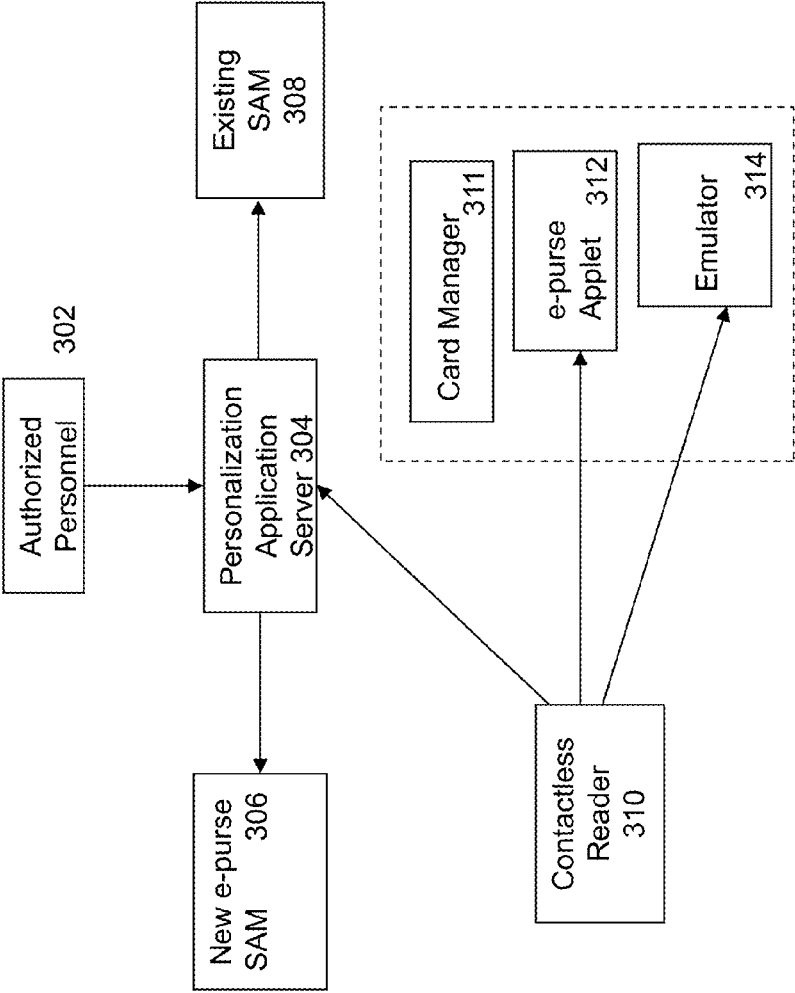 Authorized
Personnel
302
New e-purse
SAM 306
Personalization
Application
Server 304
Existing
SAM
308
Contactless
Reader
310
Card Manager
311
e-purse
Applet 312
Emulator
314